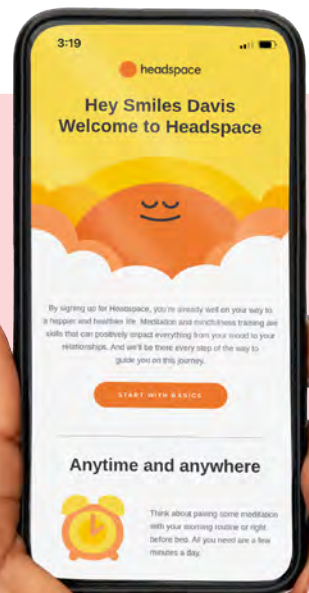 3:19
headspace
Hey Smiles Davis
Welcome to Headspace
By signing up for Headspace, you're already well on your way to
a happier and healthier life. Meditation and mindfulness training are
skills that can positively impact everything from your mood to your
relationships. And we'll be there every step of the way to
guide you on this journey.
START WITH BASICS
Anytime and anywhere
Think about pairing some meditation
with your morning routine or right
before bed. All you need are a few
minutes a day.